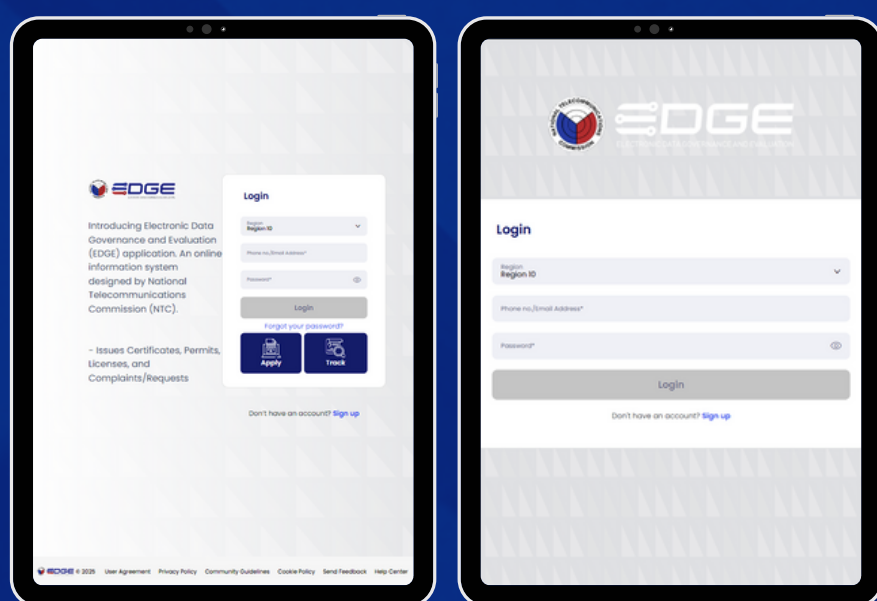 EDGE
Introducing Electronic Data
Governance and Evaluation
(EDGE) application. An online
information system
designed by National
Telecommunications
Commission (NTC).
- Issues Certificates, Permits,
Licenses, and
Complaints/Requests
Login
Region
Region 10
Phone no./Email Address*
Password*
Login
Forgot your password?
Apply
Track
Don't have an account? Sign up
EDGE © 2025 User Agreement Privacy Policy Community Guidelines Cookie Policy Send Feedback Help Center
NATIONAL TELECOMMUNICATIONS COMMISSION
EDGE
ELECTRONIC DATA GOVERNANCE AND EVALUATION
Login
Region
Region 10
Phone no./Email Address*
Password*
Login
Don't have an account? Sign up